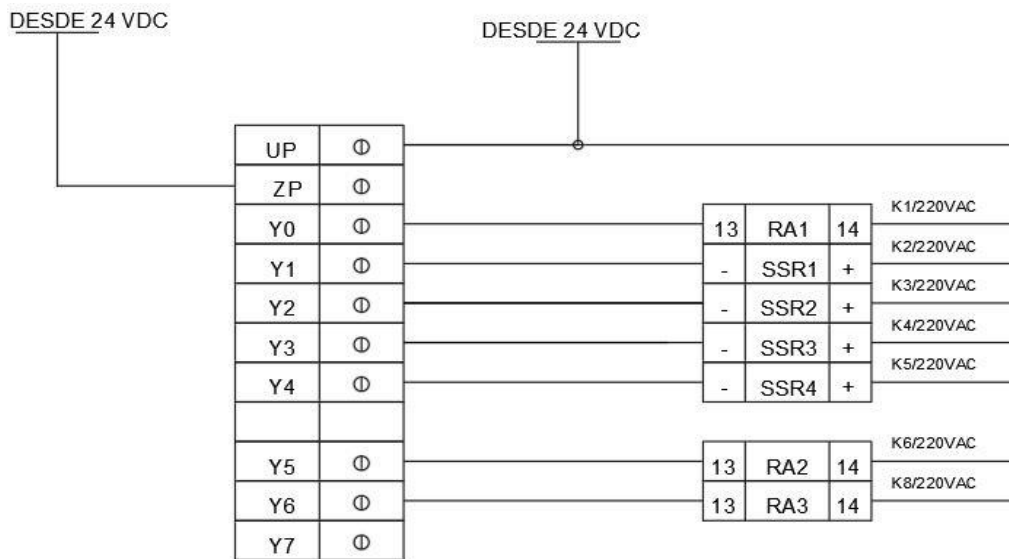 DESDE 24 VDC
DESDE 24 VDC
UP
ZP
K1/220VAC
Y0 13 RA1 14
K2/220VAC
Y1 - SSR1 +
K3/220VAC
Y2 - SSR2 +
K4/220VAC
Y3 - SSR3 +
K5/220VAC
Y4 - SSR4 +
K6/220VAC
Y5 13 RA2 14
K8/220VAC
Y6 13 RA3 14
Y7